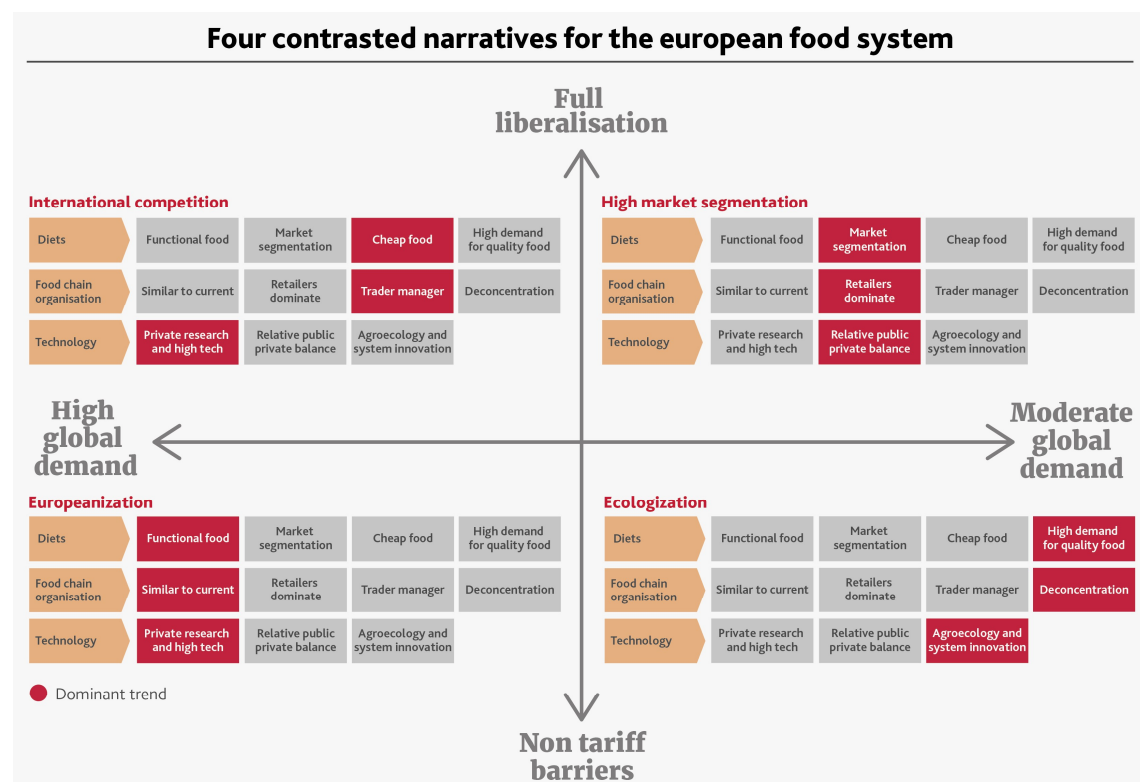 Four contrasted narratives for the european food system
Full
liberalisation
International competition
Diets
Functional food
Market
segmentation
Cheap food
High demand
for quality food
Food chain
organisation
Similar to current
Retailers
dominate
Trader manager
Deconcentration
Technology
Private research
and high tech
Relative public
private balance
Agroecology and
system innovation
High market segmentation
Diets
Functional food
Market
segmentation
Cheap food
High demand
for quality food
Food chain
organisation
Similar to current
Retailers
dominate
Trader manager
Deconcentration
Technology
Private research
and high tech
Relative public
private balance
Agroecology and
system innovation
High
global
demand
Moderate
global
demand
Europeanization
Diets
Functional food
Market
segmentation
Cheap food
High demand
for quality food
Food chain
organisation
Similar to current
Retailers
dominate
Trader manager
Deconcentration
Technology
Private research
and high tech
Relative public
private balance
Agroecology and
system innovation
Ecologization
Diets
Functional food
Market
segmentation
Cheap food
High demand
for quality food
Food chain
organisation
Similar to current
Retailers
dominate
Trader manager
Deconcentration
Technology
Private research
and high tech
Relative public
private balance
Agroecology and
system innovation
Dominant trend
Non tariff
barriers